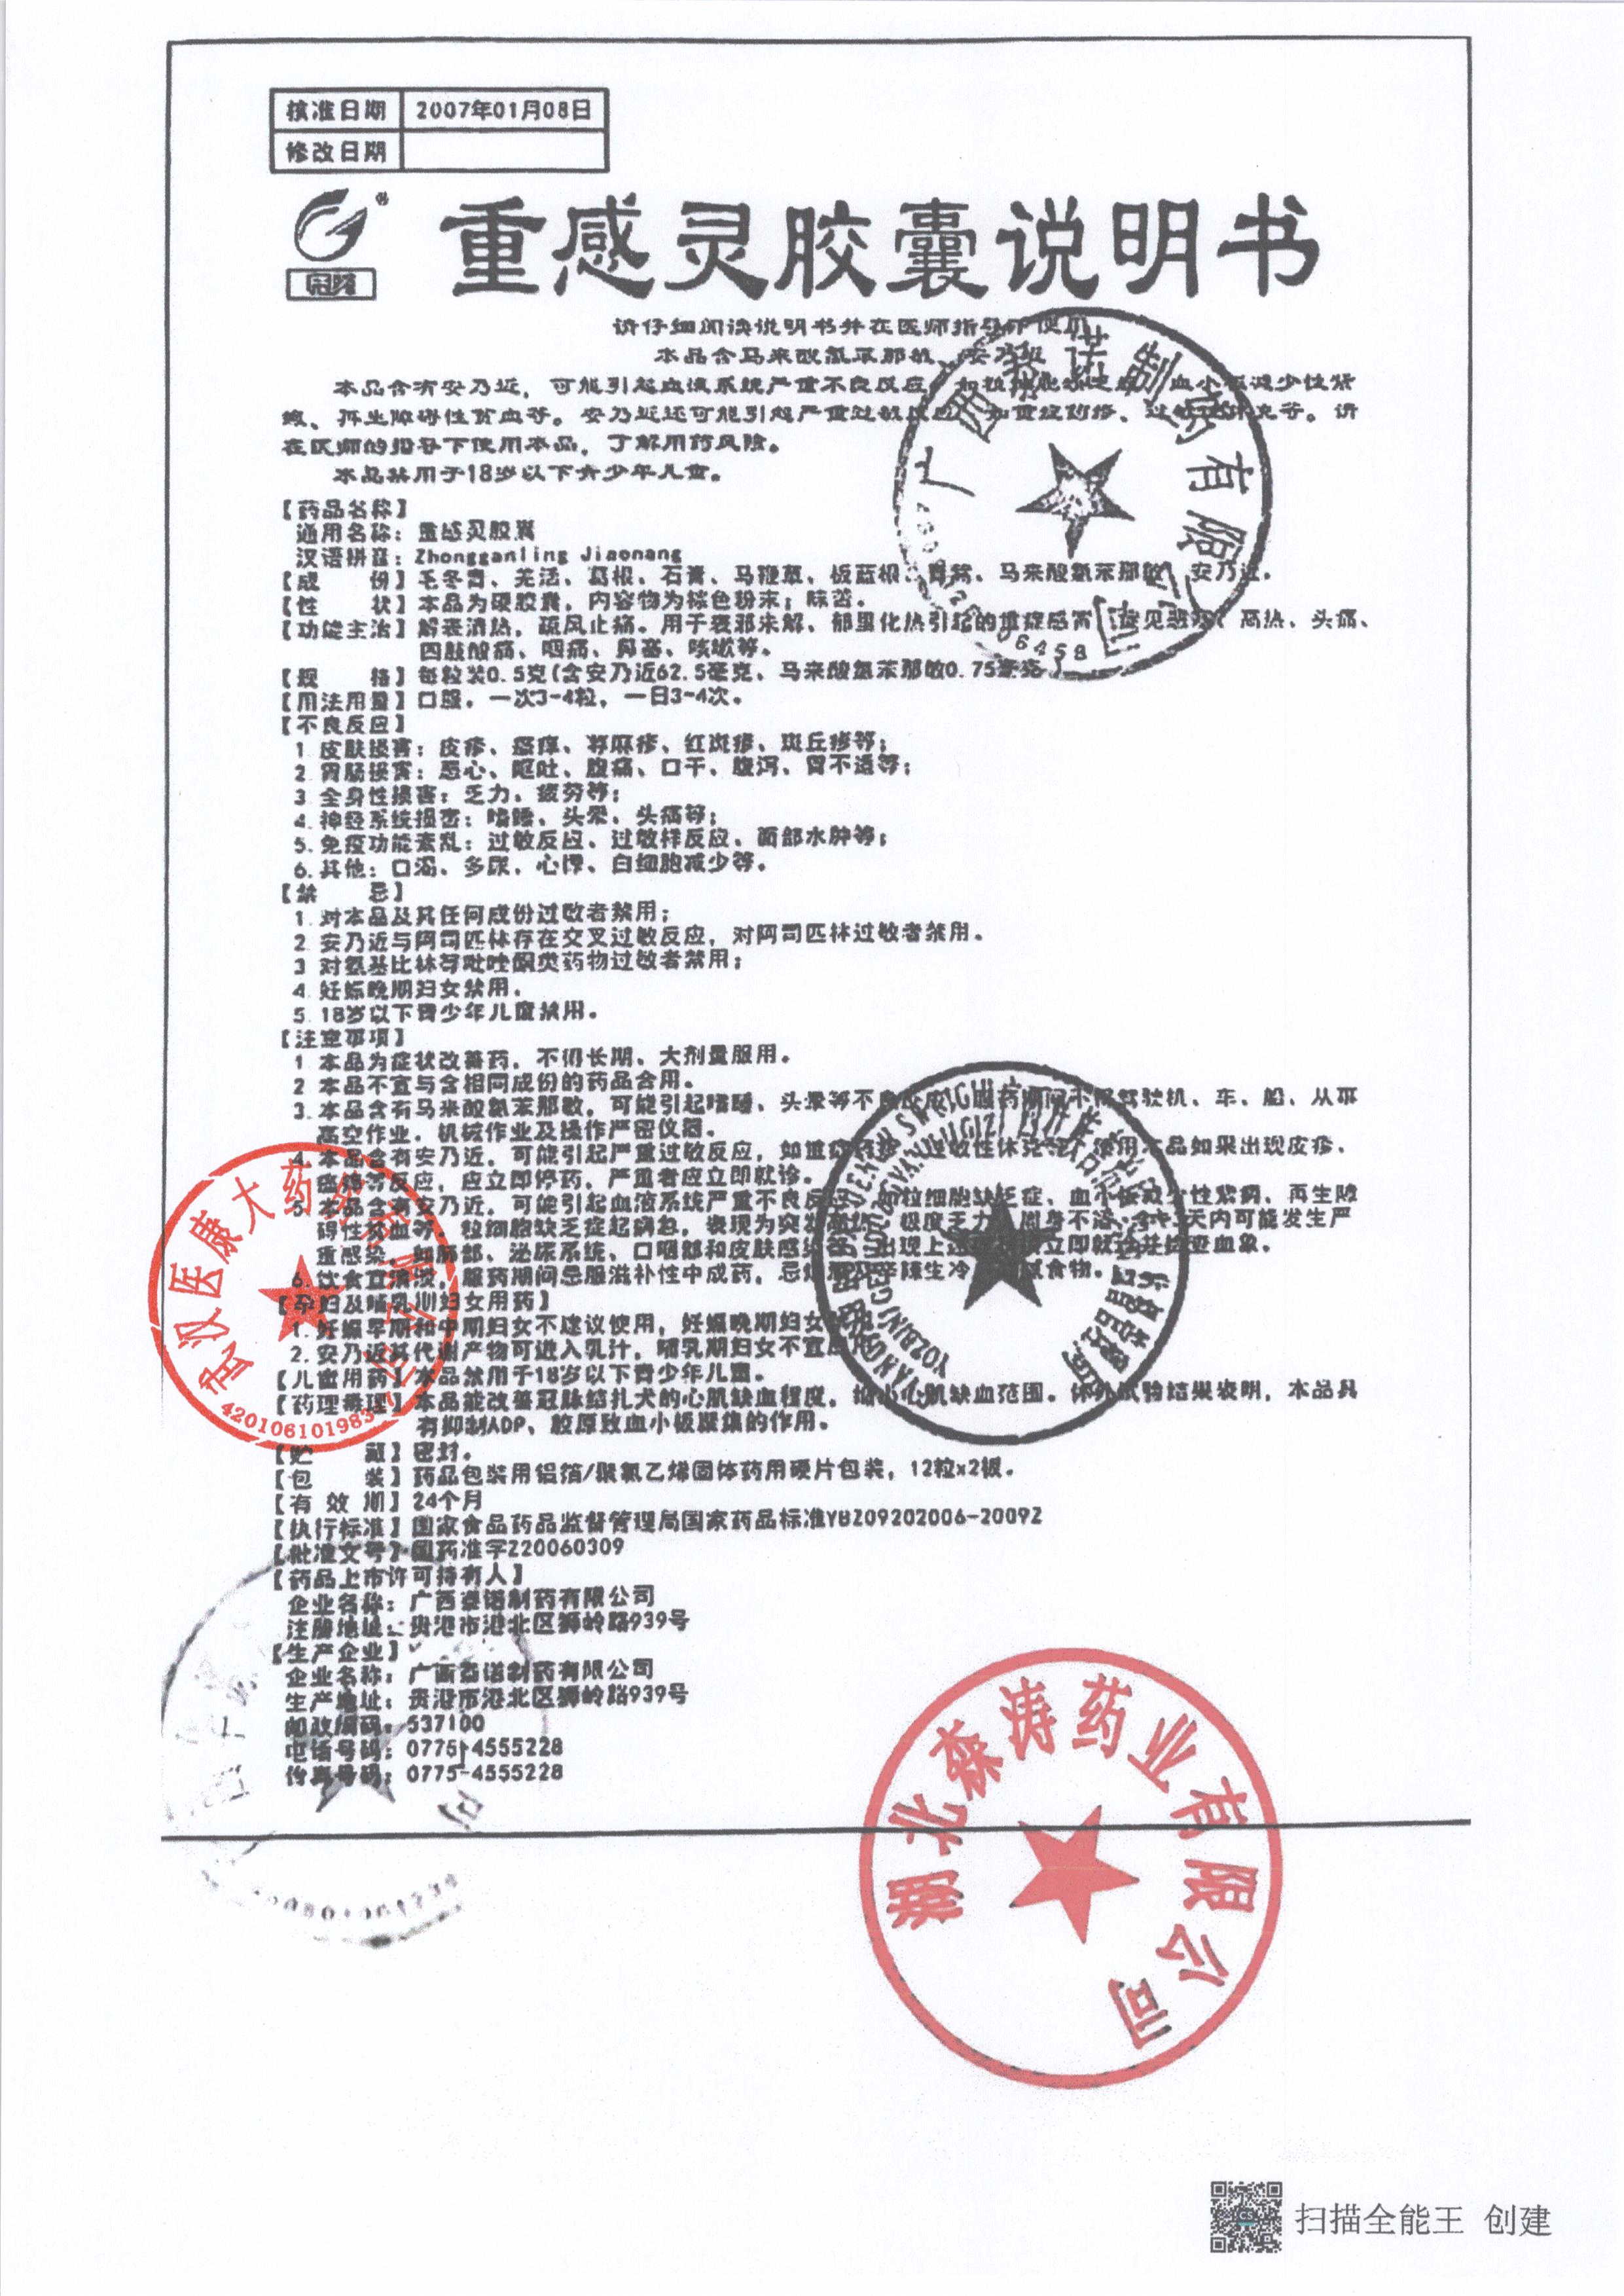 核准日期 2007年01月08日
修改日期
冠峰
重感灵胶囊说明书
请仔细阅读说明书并在医师指导下使用
本品含马来酸氯苯那敏、安乃近
本品含有安乃近，可能引起血液系统严重不良反应，如粒细胞缺乏症、血小板减少性紫
癜、再生障碍性贫血等。安乃近还可能引起严重过敏反应，如重症药疹、过敏性休克等。请
在医师的指导下使用本品，了解用药风险。
本品禁用于18岁以下青少年儿童。
【药品名称】
通用名称：重感灵胶囊
汉语拼音：Zhongganling Jiaonang
【成 份】毛冬青、羌活、葛根、石膏、马鞭草、板蓝根、青蒿、马来酸氯苯那敏、安乃近。
【性 状】本品为硬胶囊，内容物为棕色粉末；味苦。
【功能主治】解表清热，疏风止痛。用于表邪未解、郁里化热引起的重症感冒，症见恶寒、高热、头痛、
四肢酸痛、咽痛、鼻塞、咳嗽等。
【规 格】每粒装0.5克(含安乃近62.5毫克、马来酸氯苯那敏0.75毫克)
【用法用量】口服，一次3-4粒，一日3-4次。
【不良反应】
1.皮肤损害：皮疹、瘙痒、荨麻疹、红斑疹、斑丘疹等；
2.胃肠损害：恶心、呕吐、腹痛、口干、腹泻、胃不适等；
3.全身性损害：乏力、疲劳等；
4.神经系统损害：嗜睡、头晕、头痛等；
5.免疫功能紊乱：过敏反应、过敏样反应、面部水肿等；
6.其他：口渴、多尿、心悸、白细胞减少等。
【禁 忌】
1.对本品及其任何成份过敏者禁用；
2.安乃近与阿司匹林存在交叉过敏反应，对阿司匹林过敏者禁用。
3.对氨基比林等吡唑酮类药物过敏者禁用；
4.妊娠晚期妇女禁用。
5.18岁以下青少年儿童禁用。
【注意事项】
1.本品为症状改善药，不得长期、大剂量服用。
2.本品不宜与含相同成份的药品合用。
3.本品含有马来酸氯苯那敏，可能引起嗜睡、头晕等不良反应，服药期间不得驾驶机、车、船、从事
高空作业、机械作业及操作严密仪器。
4.本品含有安乃近，可能引起严重过敏反应，如重症药疹、过敏性休克等。使用本品如果出现皮疹、
瘙痒等反应，应立即停药，严重者应立即就诊。
5.本品含有安乃近，可能引起血液系统严重不良反应，如粒细胞缺乏症、血小板减少性紫癜、再生障
碍性贫血等。粒细胞缺乏症起病急，表现为突发高热、极度乏力、周身不适，2-3天内可能发生严
重感染，如肺部、泌尿系统、口咽部和皮肤感染等，出现上述症状应立即就诊并检查血象。
6.饮食宜清淡，服药期间忌服滋补性中成药，忌烟酒及辛辣生冷油腻食物。
【孕妇及哺乳期妇女用药】
1.妊娠早期和中期妇女不建议使用，妊娠晚期妇女禁用
2.安乃近其代谢产物可进入乳汁，哺乳期妇女不宜使用
【儿童用药】本品禁用于18岁以下青少年儿童。
【药理毒理】本品能改善冠脉结扎犬的心肌缺血程度，缩小心肌缺血范围。体外试验结果表明，本品具
有抑制ADP、胶原致血小板聚集的作用。
【贮 藏】密封。
【包 装】药品包装用铝箔/聚氯乙烯固体药用硬片包装，12粒x2板。
【有 效 期】24个月
【执行标准】国家食品药品监督管理局国家药品标准YBZ09202006-2009Z
【批准文号】国药准字Z20060309
【药品上市许可持有人】
企业名称：广西泰诺制药有限公司
注册地址：贵港市港北区狮岭路939号
【生产企业】
企业名称：广西泰诺制药有限公司
生产地址：贵港市港北区狮岭路939号
邮政编码：537100
电话号码：0775-4555228
传真号码：0775-4555228
广西泰诺制药有限公司
武汉医康大药房有限公司
4201061019837
湖北森涛药业有限公司
扫描全能王 创建